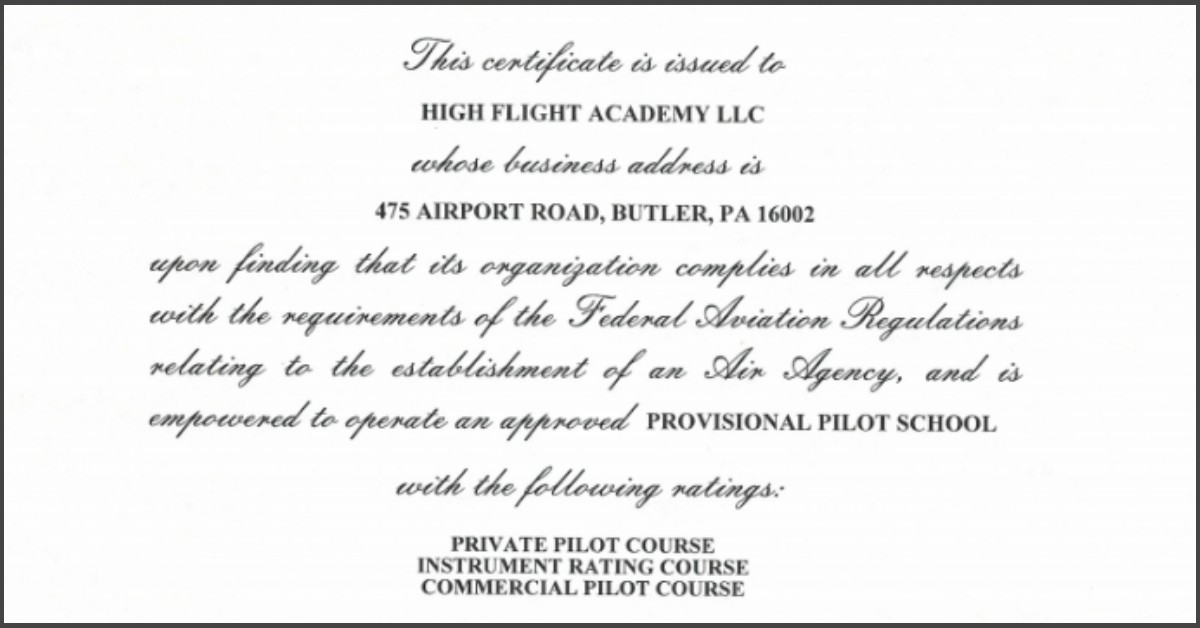 This certificate is issued to
HIGH FLIGHT ACADEMY LLC
whose business address is
475 AIRPORT ROAD, BUTLER, PA 16002
upon finding that its organization complies in all respects
with the requirements of the Federal Aviation Regulations
relating to the establishment of an Air Agency, and is
empowered to operate an approved PROVISIONAL PILOT SCHOOL
with the following ratings:
PRIVATE PILOT COURSE
INSTRUMENT RATING COURSE
COMMERCIAL PILOT COURSE